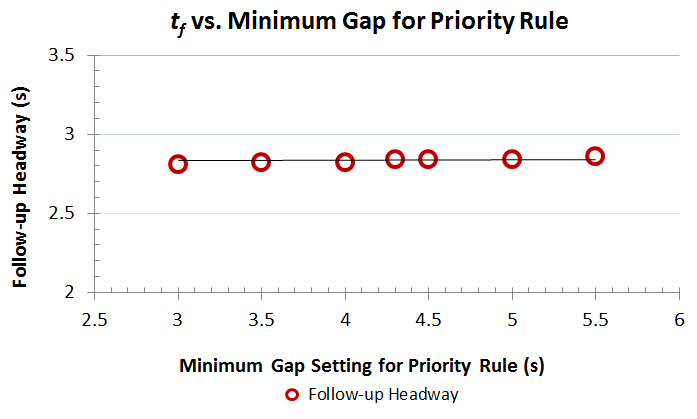 tf vs. Minimum Gap for Priority Rule
Follow-up Headway (s)
3.5
3
2.5
2
2.5 3 3.5 4 4.5 5 5.5 6
Minimum Gap Setting for Priority Rule (s)
Follow-up Headway